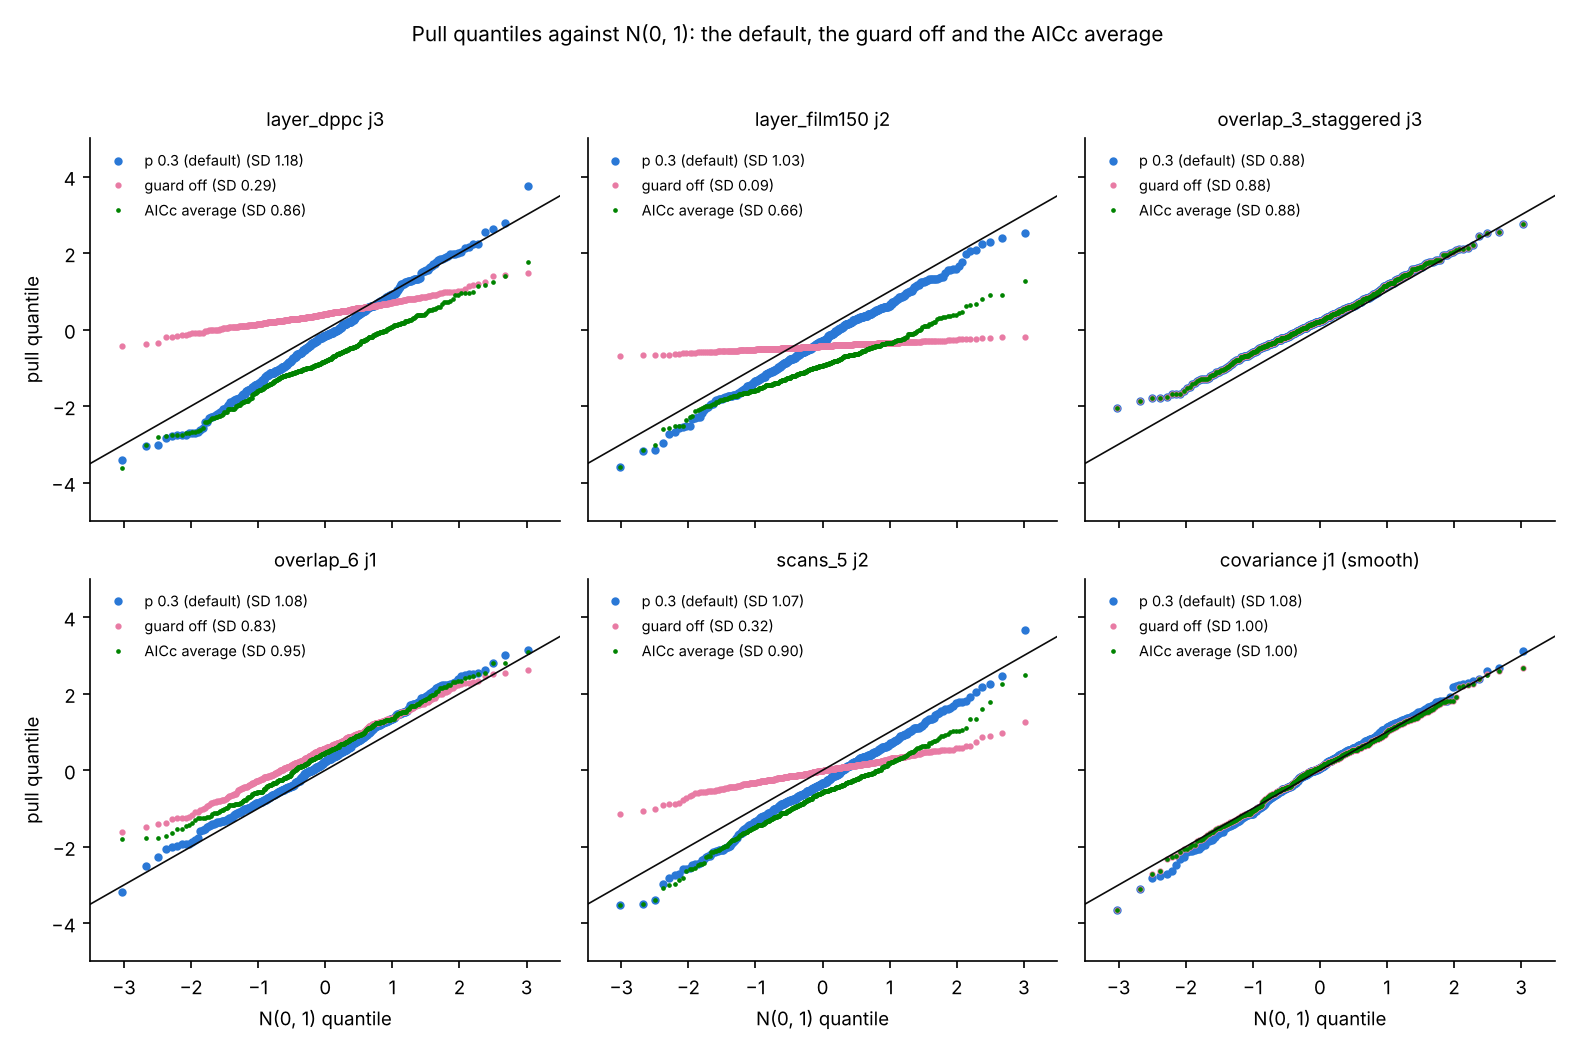 Pull quantiles against N(0, 1): the default, the guard off and the AICc average
layer_dppc j3
p 0.3 (default) (SD 1.18)
guard off (SD 0.29)
AICc average (SD 0.86)
4
2
0
−2
−4
pull quantile
layer_film150 j2
p 0.3 (default) (SD 1.03)
guard off (SD 0.09)
AICc average (SD 0.66)
overlap_3_staggered j3
p 0.3 (default) (SD 0.88)
guard off (SD 0.88)
AICc average (SD 0.88)
overlap_6 j1
p 0.3 (default) (SD 1.08)
guard off (SD 0.83)
AICc average (SD 0.95)
4
2
0
−2
−4
pull quantile
−3 −2 −1 0 1 2 3
N(0, 1) quantile
scans_5 j2
p 0.3 (default) (SD 1.07)
guard off (SD 0.32)
AICc average (SD 0.90)
−3 −2 −1 0 1 2 3
N(0, 1) quantile
covariance j1 (smooth)
p 0.3 (default) (SD 1.08)
guard off (SD 1.00)
AICc average (SD 1.00)
−3 −2 −1 0 1 2 3
N(0, 1) quantile